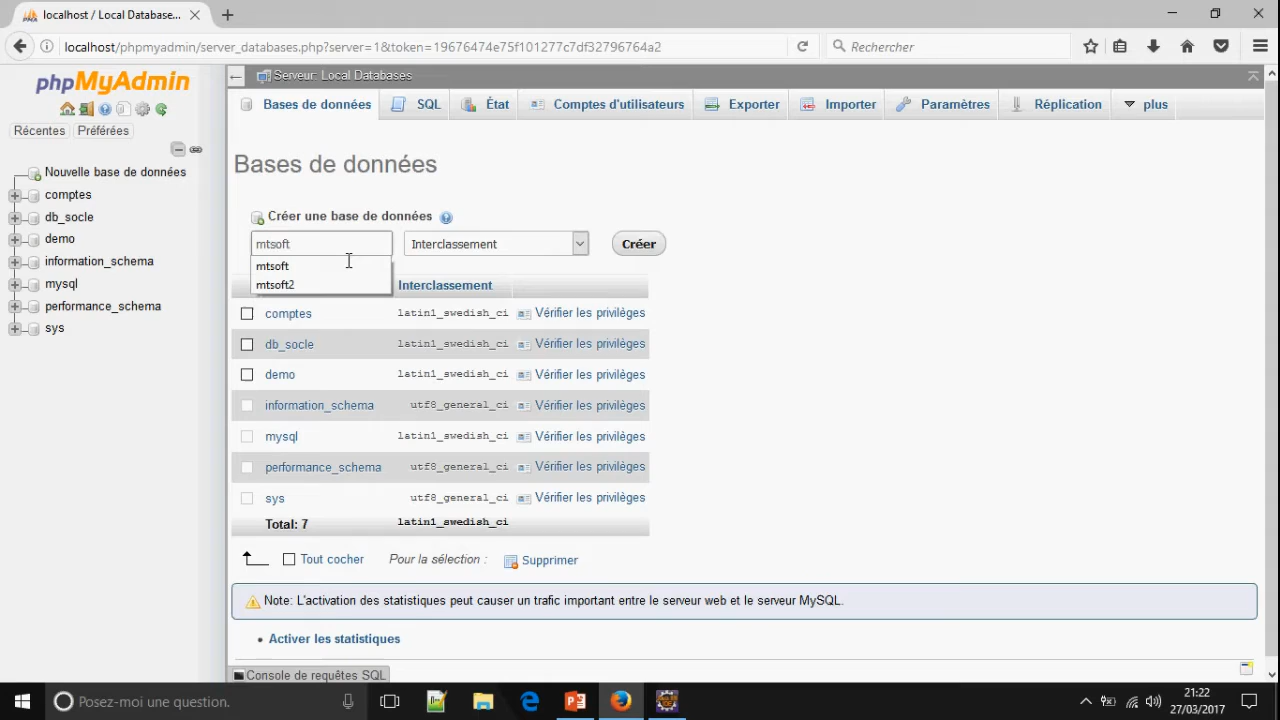 localhost / Local Database...
localhost/phpmyadmin/server_databases.php?server=1&token=19676474e75f1012773df32796764a2
Rechercher
phpMyAdmin
Récentes
Préférées
Nouvelle base de données
comptes
db_socle
demo
information_schema
mysql
performance_schema
sys
Serveur: Local Databases
Bases de données
SQL
État
Comptes d'utilisateurs
Exporter
Importer
Paramètres
Réplication
plus
Bases de données
Créer une base de données
mtsoft
Interclassement
Créer
mtsoft
mtsoft2
Interclassement
comptes latin1_swedish_ci Vérifier les privilèges
db_socle latin1_swedish_ci Vérifier les privilèges
demo latin1_swedish_ci Vérifier les privilèges
information_schema utf8_general_ci Vérifier les privilèges
mysql latin1_swedish_ci Vérifier les privilèges
performance_schema utf8_general_ci Vérifier les privilèges
sys utf8_general_ci Vérifier les privilèges
Total: 7 latin1_swedish_ci
Tout cocher Pour la sélection : Supprimer
Note: L'activation des statistiques peut causer un trafic important entre le serveur web et le serveur MySQL.
Activer les statistiques
Console de requêtes SQL
Posez-moi une question.
21:22
27/03/2017